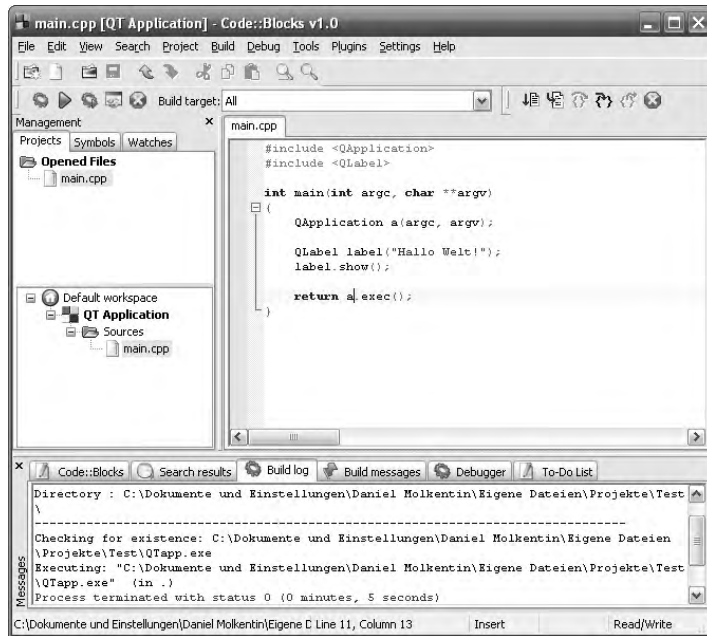 main.cpp [QT Application] - Code::Blocks v1.0
File Edit View Search Project Build Debug Tools Plugins Settings Help
Build target: All
Management
Projects Symbols Watches
Opened Files
main.cpp
Default workspace
QT Application
Sources
main.cpp
main.cpp
#include <QApplication>
#include <QLabel>
int main(int argc, char **argv)
{
QApplication a(argc, argv);
QLabel label("Hallo Welt!");
label.show();
return a.exec();
}
Messages
Code::Blocks Search results Build log Build messages Debugger To-Do List
Directory : C:\Dokumente und Einstellungen\Daniel Molkentin\Eigene Dateien\Projekte\Test
\
--------------------------------------------------------------------------------
Checking for existence: C:\Dokumente und Einstellungen\Daniel Molkentin\Eigene Dateien
\Projekte\Test\QTapp.exe
Executing: "C:\Dokumente und Einstellungen\Daniel Molkentin\Eigene Dateien\Projekte\Test
\QTapp.exe" (in .)
Process terminated with status 0 (0 minutes, 5 seconds)
C:\Dokumente und Einstellungen\Daniel Molkentin\Eigene D Line 11, Column 13 Insert Read/Write